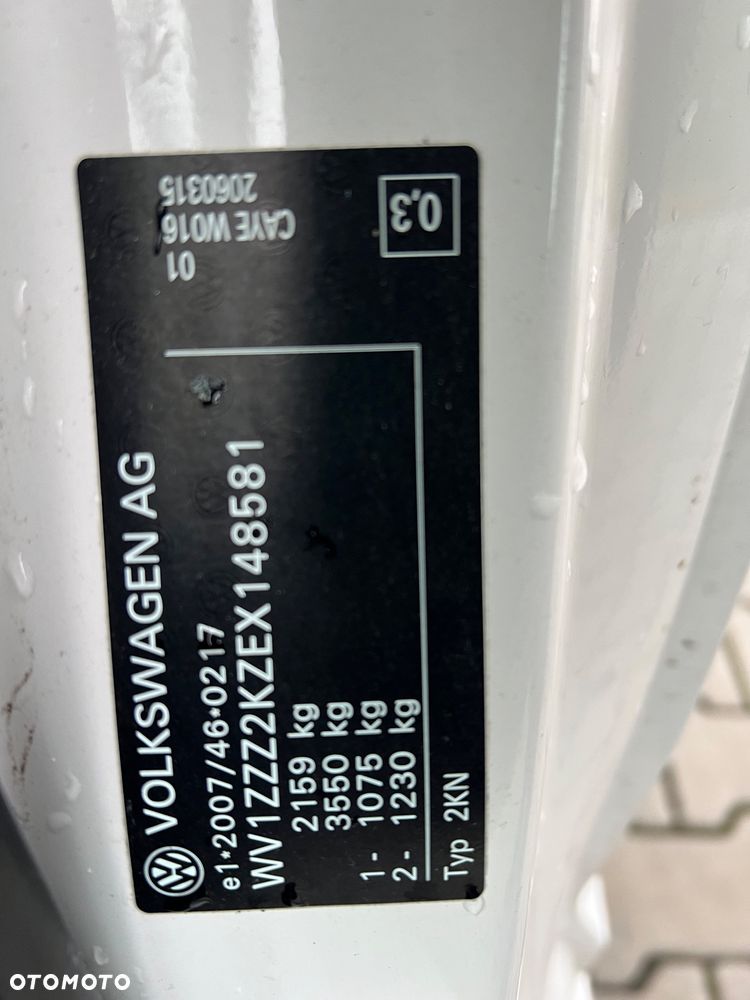 VOLKSWAGEN AG
e1*2007/46*0217
WV1ZZZ2KZEX148581
2159 kg
3550 kg
1- 1075 kg
2- 1230 kg
Typ 2KN
01
CAYE W016
2060315
0,3
OTOMOTO